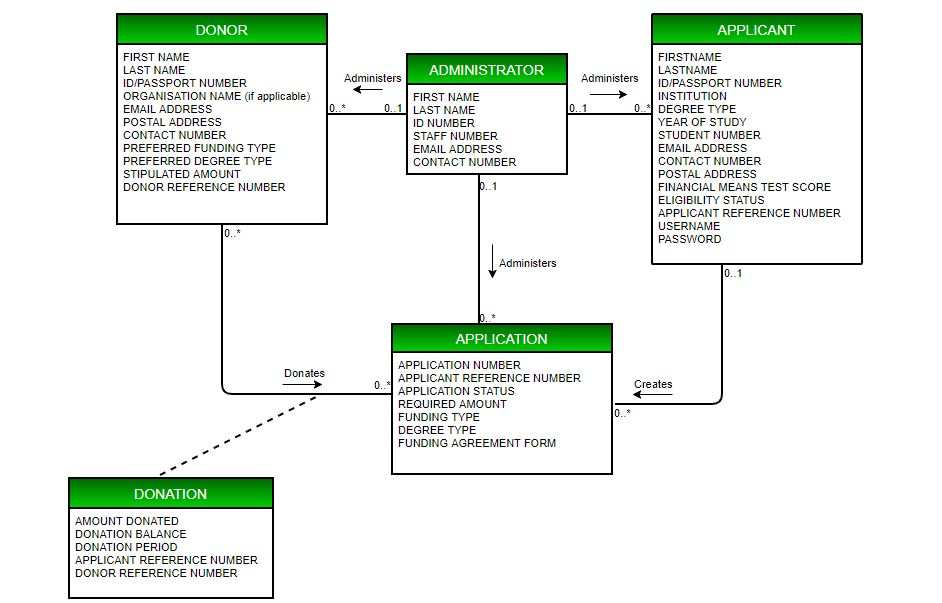 DONOR
FIRST NAME
LAST NAME
ID/PASSPORT NUMBER
ORGANISATION NAME (if applicable)
EMAIL ADDRESS
POSTAL ADDRESS
CONTACT NUMBER
PREFERRED FUNDING TYPE
PREFERRED DEGREE TYPE
STIPULATED AMOUNT
DONOR REFERENCE NUMBER
Administers
0..*
0..1
ADMINISTRATOR
FIRST NAME
LAST NAME
ID NUMBER
STAFF NUMBER
EMAIL ADDRESS
CONTACT NUMBER
Administers
0..1
0..*
APPLICANT
FIRSTNAME
LASTNAME
ID/PASSPORT NUMBER
INSTITUTION
DEGREE TYPE
YEAR OF STUDY
STUDENT NUMBER
EMAIL ADDRESS
CONTACT NUMBER
POSTAL ADDRESS
FINANCIAL MEANS TEST SCORE
ELIGIBILITY STATUS
APPLICANT REFERENCE NUMBER
USERNAME
PASSWORD
0..*
0..1
0..1
Administers
0..*
Donates
0..*
APPLICATION
APPLICATION NUMBER
APPLICANT REFERENCE NUMBER
APPLICATION STATUS
REQUIRED AMOUNT
FUNDING TYPE
DEGREE TYPE
FUNDING AGREEMENT FORM
Creates
0..*
DONATION
AMOUNT DONATED
DONATION BALANCE
DONATION PERIOD
APPLICANT REFERENCE NUMBER
DONOR REFERENCE NUMBER